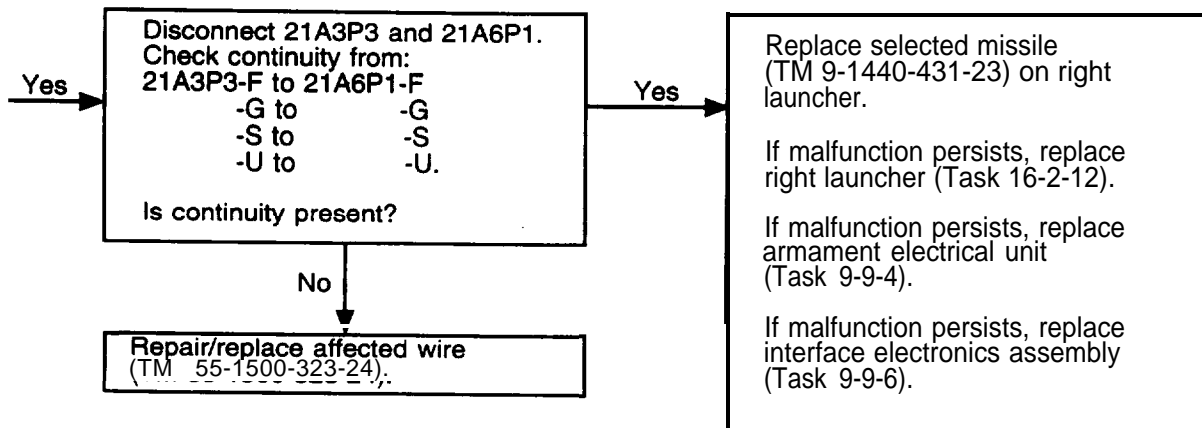 Yes
Disconnect 21A3P3 and 21A6P1.
Check continuity from:
21A3P3-F to 21A6P1-F
-G to -G
-S to -S
-U to -U.
Is continuity present?
Yes
No
Repair/replace affected wire
(TM 55-1500-323-24).
Replace selected missile
(TM 9-1440-431-23) on right
launcher.
If malfunction persists, replace
right launcher (Task 16-2-12).
If malfunction persists, replace
armament electrical unit
(Task 9-9-4).
If malfunction persists, replace
interface electronics assembly
(Task 9-9-6).